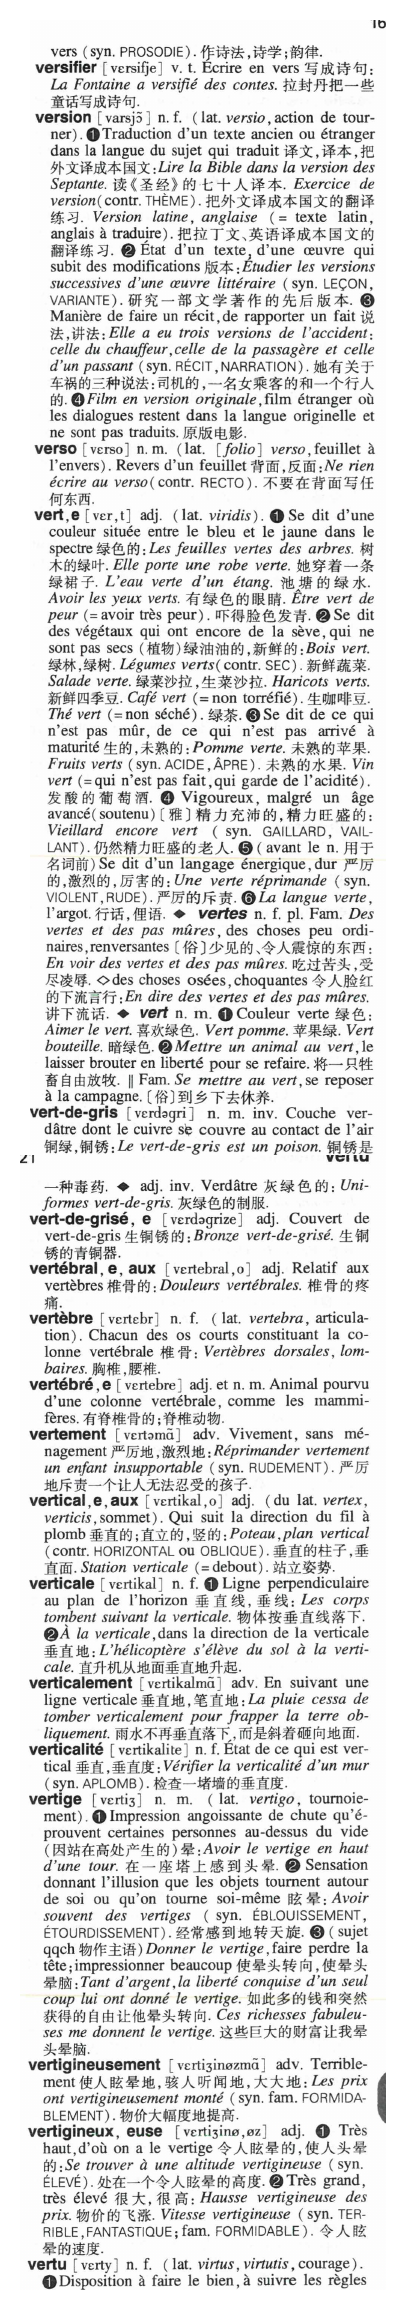 16
vers (syn. PROSODIE). 作诗法,诗学;韵律.
versifier [vɛrsifje] v. t. Écrire en vers 写成诗句:
La Fontaine a versifié des contes. 拉封丹把一些
童话写成诗句.
version [vɑrsjɔ̃] n. f. (lat. versio, action de tour-
ner). ❶Traduction d'un texte ancien ou étranger
dans la langue du sujet qui traduit 译文,译本,把
外文译成本国文:Lire la Bible dans la version des
Septante. 读《圣经》的七十人译本. Exercice de
version(contr. THÈME). 把外文译成本国文的翻译
练习. Version latine, anglaise (= texte latin,
anglais à traduire). 把拉丁文、英语译成本国文的
翻译练习. ❷ État d'un texte, d'une œuvre qui
subit des modifications 版本:Étudier les versions
successives d'une œuvre littéraire (syn. LEÇON,
VARIANTE). 研究一部文学著作的先后版本. ❸
Manière de faire un récit, de rapporter un fait 说
法,讲法:Elle a eu trois versions de l'accident:
celle du chauffeur, celle de la passagère et celle
d'un passant (syn. RÉCIT, NARRATION). 她有关于
车祸的三种说法:司机的,一名女乘客的和一个行人
的. ❹Film en version originale, film étranger où
les dialogues restent dans la langue originelle et
ne sont pas traduits. 原版电影.
verso [vɛrso] n. m. (lat. [folio] verso, feuillet à
l'envers). Revers d'un feuillet 背面,反面:Ne rien
écrire au verso(contr. RECTO). 不要在背面写任
何东西.
vert,e [vɛr,t] adj. (lat. viridis). ❶ Se dit d'une
couleur située entre le bleu et le jaune dans le
spectre 绿色的:Les feuilles vertes des arbres. 树
木的绿叶. Elle porte une robe verte. 她穿着一条
绿裙子. L'eau verte d'un étang. 池塘的绿水.
Avoir les yeux verts. 有绿色的眼睛. Être vert de
peur (= avoir très peur). 吓得脸色发青. ❷ Se dit
des végétaux qui ont encore de la sève, qui ne
sont pas secs (植物)绿油油的,新鲜的:Bois vert.
绿林,绿树. Légumes verts(contr. SEC). 新鲜蔬菜.
Salade verte. 绿菜沙拉,生菜沙拉. Haricots verts.
新鲜四季豆. Café vert (= non torréfié). 生咖啡豆.
Thé vert (= non séché). 绿茶. ❸Se dit de ce qui
n'est pas mûr, de ce qui n'est pas arrivé à
maturité 生的,未熟的:Pomme verte. 未熟的苹果.
Fruits verts (syn. ACIDE, ÂPRE). 未熟的水果. Vin
vert (= qui n'est pas fait, qui garde de l'acidité).
发酸的葡萄酒. ❹ Vigoureux, malgré un âge
avancé(soutenu)〔雅〕精力充沛的,精力旺盛的:
Vieillard encore vert (syn. GAILLARD, VAIL-
LANT). 仍然精力旺盛的老人. ❺(avant le n. 用于
名词前)Se dit d'un langage énergique, dur 严厉
的,激烈的,厉害的:Une verte réprimande (syn.
VIOLENT, RUDE). 严厉的斥责. ❻La langue verte,
l'argot. 行话,俚语. ◆ vertes n. f. pl. Fam. Des
vertes et des pas mûres, des choses peu ordi-
naires, renversantes〔俗〕少见的、令人震惊的东西:
En voir des vertes et des pas mûres. 吃过苦头,受
尽凌辱. ◇des choses osées, choquantes 令人脸红
的下流言行:En dire des vertes et des pas mûres.
讲下流话. ◆ vert n. m. ❶ Couleur verte 绿色:
Aimer le vert. 喜欢绿色. Vert pomme. 苹果绿. Vert
bouteille. 暗绿色. ❷Mettre un animal au vert, le
laisser brouter en liberté pour se refaire. 将一只牲
畜自由放牧. ‖ Fam. Se mettre au vert, se reposer
à la campagne.〔俗〕到乡下去休养.
vert-de-gris [vɛrdəgri] n. m. inv. Couche ver-
dâtre dont le cuivre se couvre au contact de l'air
铜绿,铜锈:Le vert-de-gris est un poison. 铜锈是
21 vertu
一种毒药. ◆ adj. inv. Verdâtre 灰绿色的:Uni-
formes vert-de-gris. 灰绿色的制服.
vert-de-grisé, e [vɛrdəgrize] adj. Couvert de
vert-de-gris 生铜锈的:Bronze vert-de-grisé. 生铜
锈的青铜器.
vertébral, e, aux [vɛrtebral,o] adj. Relatif aux
vertèbres 椎骨的:Douleurs vertébrales. 椎骨的疼
痛.
vertèbre [vɛrtɛbr] n. f. (lat. vertebra, articula-
tion). Chacun des os courts constituant la co-
lonne vertébrale 椎骨:Vertèbres dorsales, lom-
baires. 胸椎,腰椎.
vertébré,e [vɛrtebre] adj. et n. m. Animal pourvu
d'une colonne vertébrale, comme les mammi-
fères. 有脊椎骨的;脊椎动物.
vertement [vɛrtəmɑ̃] adv. Vivement, sans mé-
nagement 严厉地,激烈地:Réprimander vertement
un enfant insupportable (syn. RUDEMENT). 严厉
地斥责一个让人无法忍受的孩子.
vertical,e,aux [vɛrtikal,o] adj. (du lat. vertex,
verticis, sommet). Qui suit la direction du fil à
plomb 垂直的;直立的,竖的:Poteau, plan vertical
(contr. HORIZONTAL ou OBLIQUE). 垂直的柱子,垂
直面. Station verticale (= debout). 站立姿势.
verticale [vɛrtikal] n. f. ❶Ligne perpendiculaire
au plan de l'horizon 垂直线,垂线:Les corps
tombent suivant la verticale. 物体按垂直线落下.
❷À la verticale, dans la direction de la verticale
垂直地:L'hélicoptère s'élève du sol à la verti-
cale. 直升机从地面垂直地升起.
verticalement [vɛrtikalmɑ̃] adv. En suivant une
ligne verticale 垂直地,笔直地:La pluie cessa de
tomber verticalement pour frapper la terre ob-
liquement. 雨水不再垂直落下,而是斜着砸向地面.
verticalité [vɛrtikalite] n. f. État de ce qui est ver-
tical 垂直,垂直度:Vérifier la verticalité d'un mur
(syn. APLOMB). 检查一堵墙的垂直度.
vertige [vɛrtiʒ] n. m. (lat. vertigo, tournoie-
ment). ❶Impression angoissante de chute qu'é-
prouvent certaines personnes au-dessus du vide
(因站在高处产生的)晕:Avoir le vertige en haut
d'une tour. 在一座塔上感到头晕. ❷ Sensation
donnant l'illusion que les objets tournent autour
de soi ou qu'on tourne soi-même 眩晕:Avoir
souvent des vertiges (syn. ÉBLOUISSEMENT,
ÉTOURDISSEMENT). 经常感到地转天旋. ❸(sujet
qqch 物作主语) Donner le vertige, faire perdre la
tête;impressionner beaucoup 使晕头转向,使晕头
晕脑:Tant d'argent, la liberté conquise d'un seul
coup lui ont donné le vertige. 如此多的钱和突然
获得的自由让他晕头转向. Ces richesses fabuleu-
ses me donnent le vertige. 这些巨大的财富让我晕
头晕脑.
vertigineusement [vɛrtiʒinøzmɑ̃] adv. Terrible-
ment 使人眩晕地,骇人听闻地,大大地:Les prix
ont vertigineusement monté (syn. fam. FORMIDA-
BLEMENT). 物价大幅度地提高.
vertigineux, euse [vɛrtiʒinø,øz] adj. ❶ Très
haut, d'où on a le vertige 令人眩晕的,使人头晕
的:Se trouver à une altitude vertigineuse (syn.
ÉLEVÉ). 处在一个令人眩晕的高度. ❷Très grand,
très élevé 很大,很高:Hausse vertigineuse des
prix. 物价的飞涨. Vitesse vertigineuse (syn. TER-
RIBLE, FANTASTIQUE; fam. FORMIDABLE). 令人眩
晕的速度.
vertu [vɛrty] n. f. (lat. virtus, virtutis, courage).
❶Disposition à faire le bien, à suivre les règles